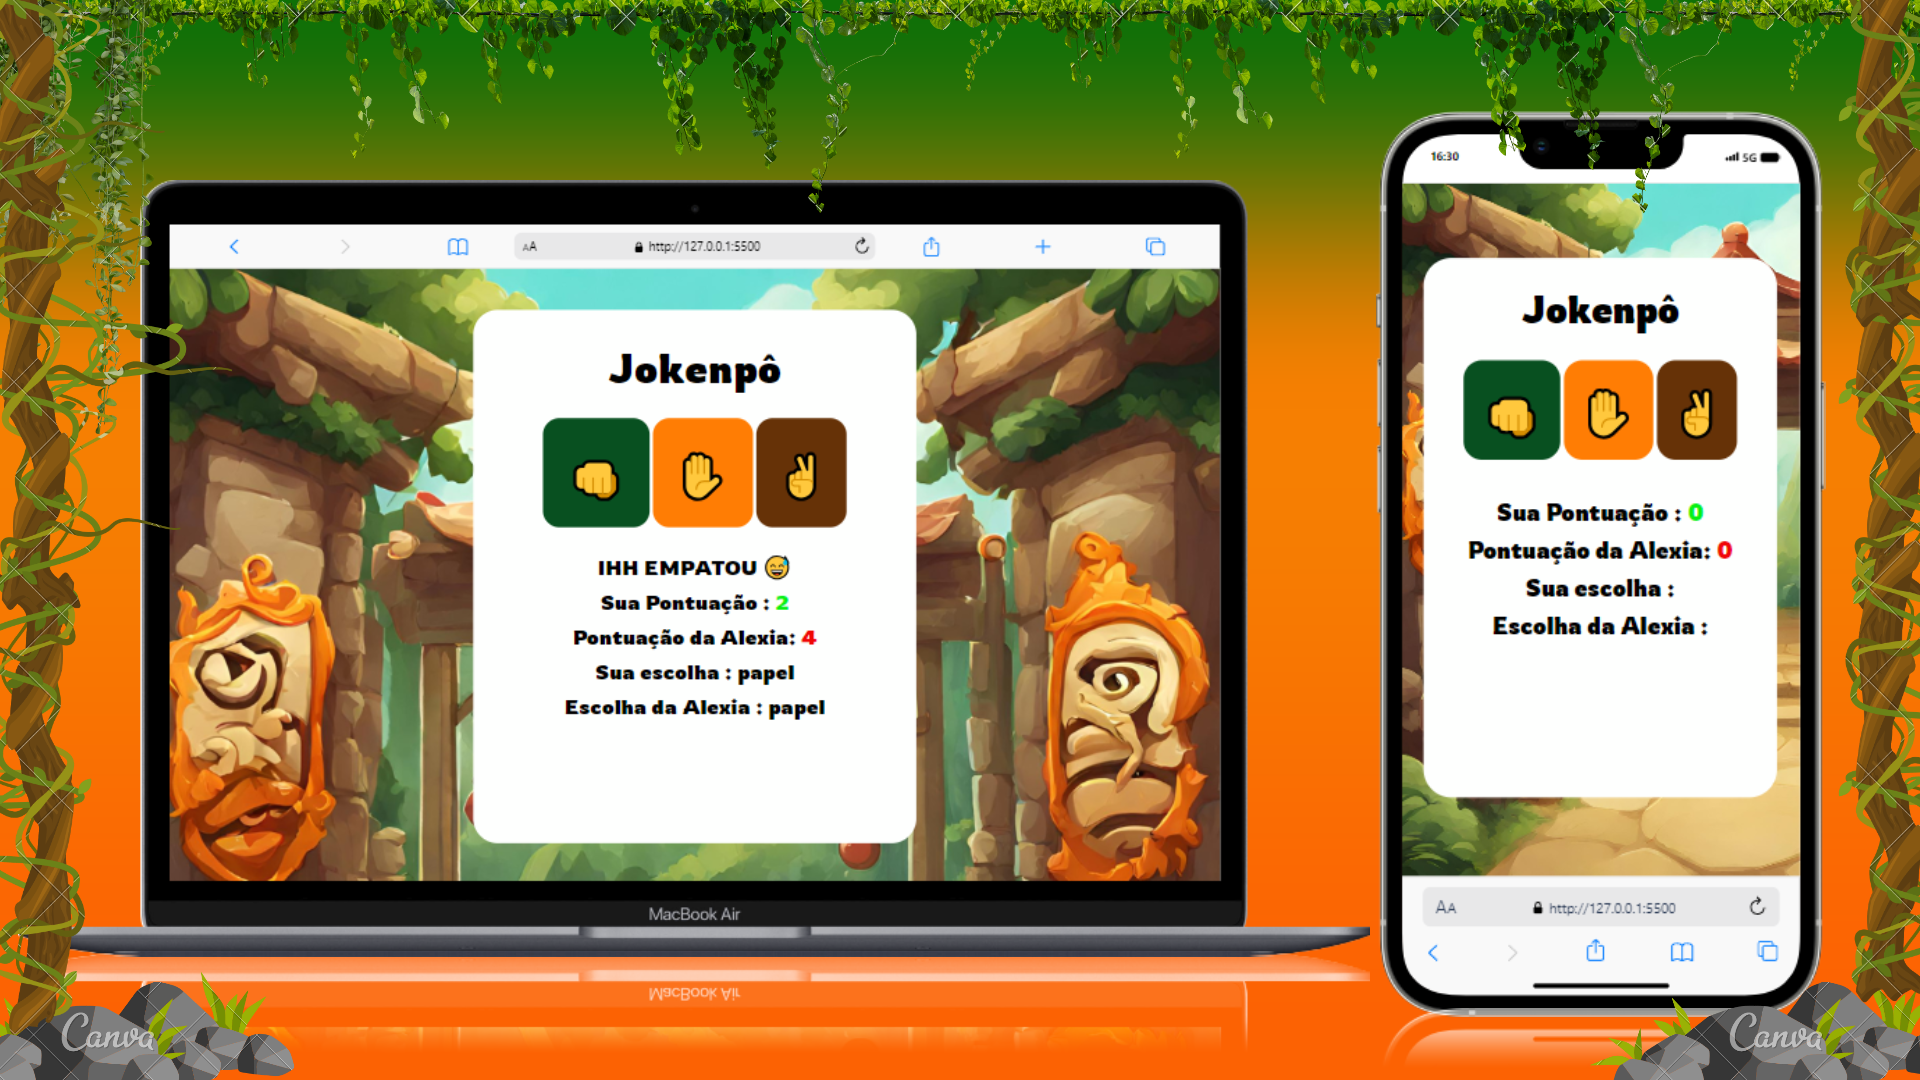 AA
http://127.0.0.1:5500
Jokenpô
IHH EMPATOU 😅
Sua Pontuação : 2
Pontuação da Alexia: 4
Sua escolha : papel
Escolha da Alexia : papel
MacBook Air
MacBook Air
16:30
5G
Jokenpô
Sua Pontuação : 0
Pontuação da Alexia: 0
Sua escolha :
Escolha da Alexia :
AA
http://127.0.0.1:5500
Canva
Canva